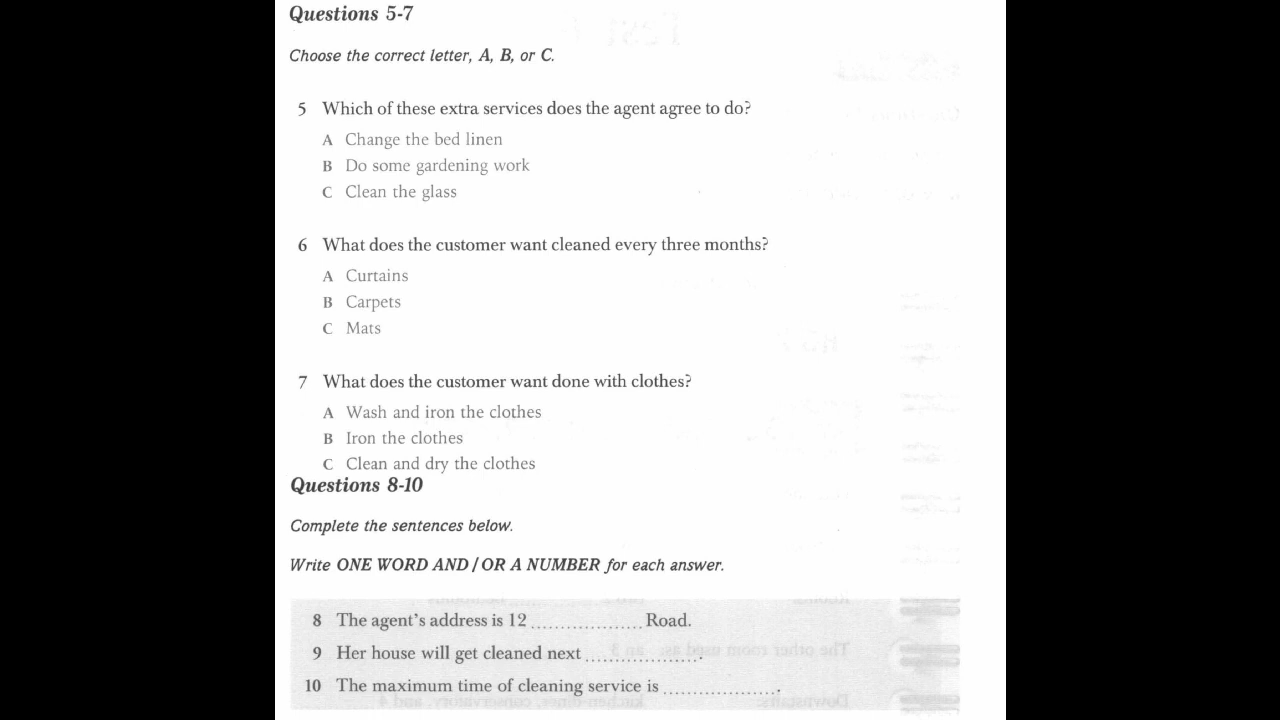 Questions 5-7
Choose the correct letter, A, B, or C.
5 Which of these extra services does the agent agree to do?
A Change the bed linen
B Do some gardening work
C Clean the glass
6 What does the customer want cleaned every three months?
A Curtains
B Carpets
C Mats
7 What does the customer want done with clothes?
A Wash and iron the clothes
B Iron the clothes
C Clean and dry the clothes
Questions 8-10
Complete the sentences below.
Write ONE WORD AND / OR A NUMBER for each answer.
8 The agent's address is 12 .................. Road.
9 Her house will get cleaned next ..................
10 The maximum time of cleaning service is ..................